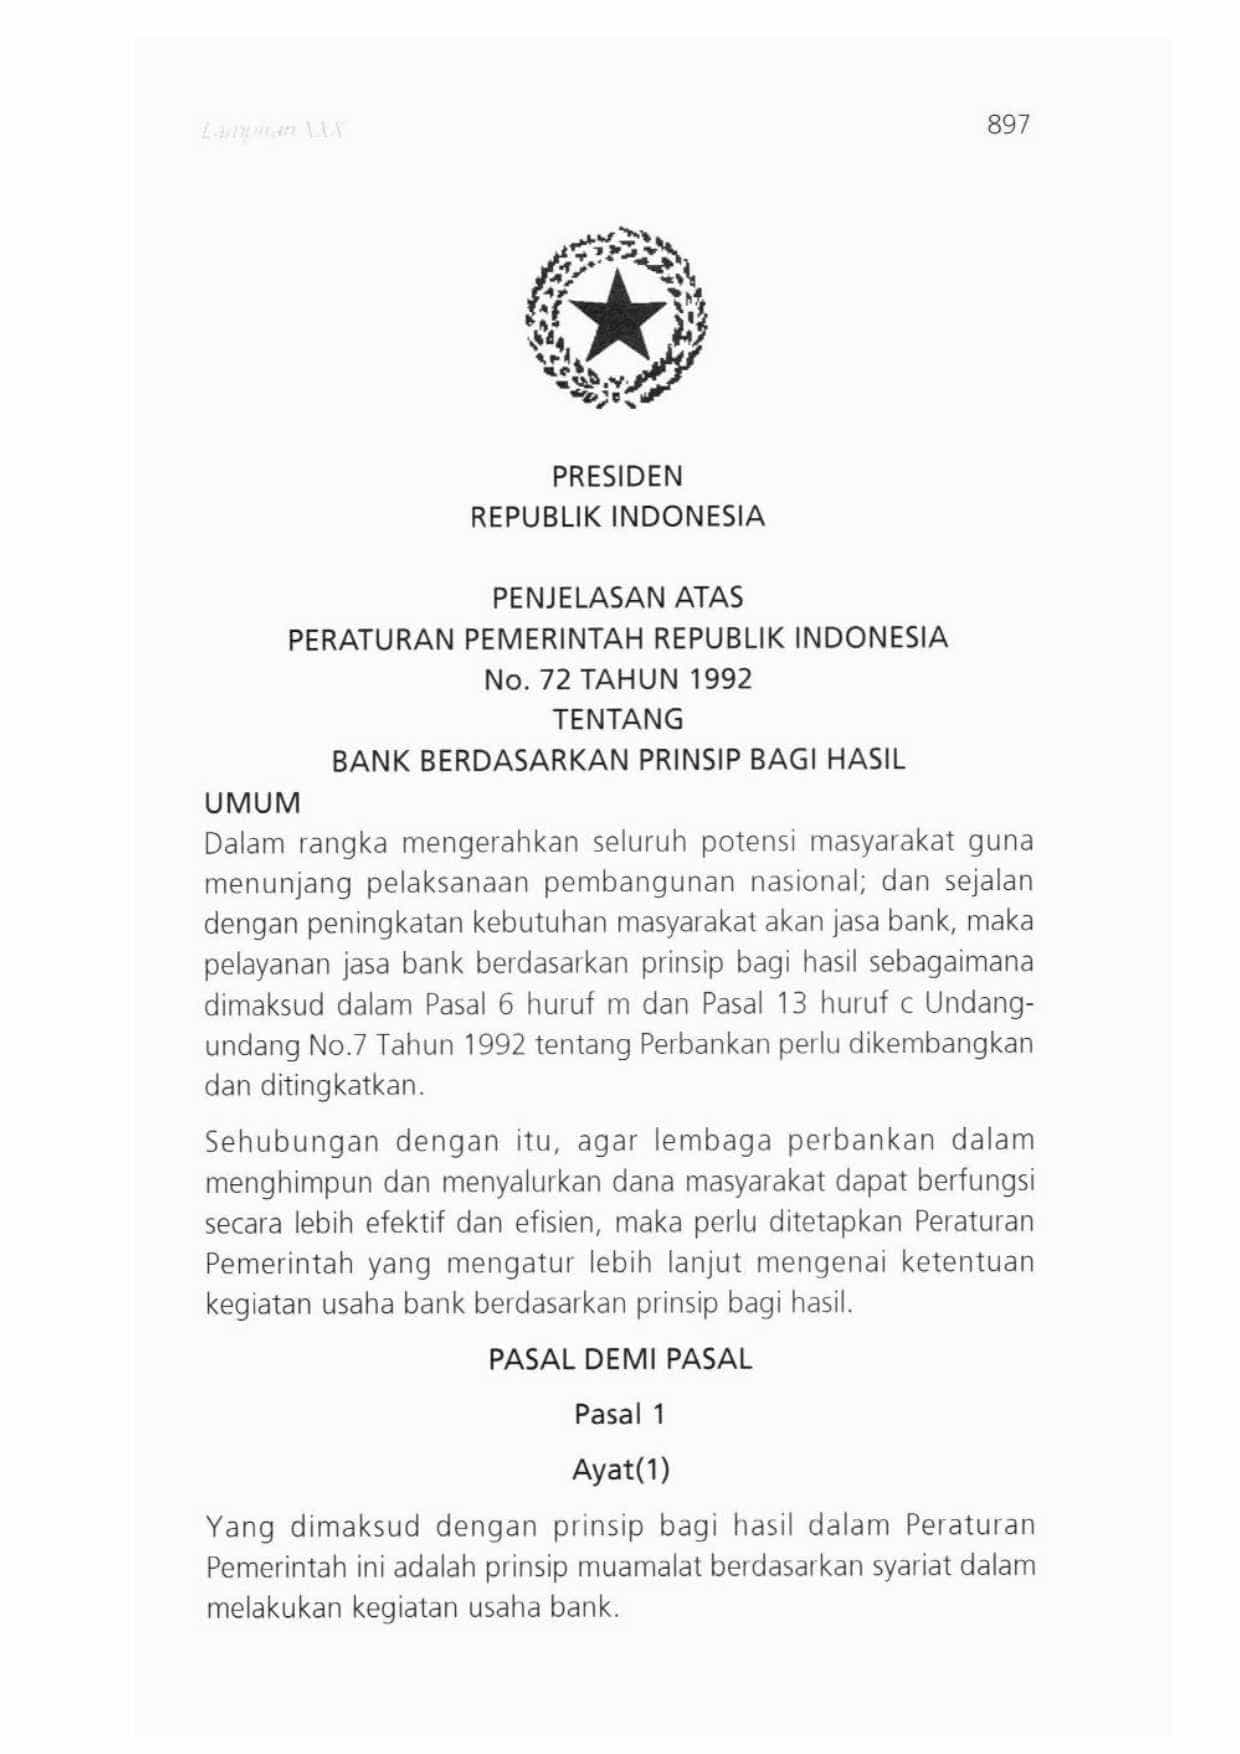 897
PRESIDEN
REPUBLIK INDONESIA
PENJELASAN ATAS
PERATURAN PEMERINTAH REPUBLIK INDONESIA
No. 72 TAHUN 1992
TENTANG
BANK BERDASARKAN PRINSIP BAGI HASIL
UMUM
Dalam rangka mengerahkan seluruh potensi masyarakat guna
menunjang pelaksanaan pembangunan nasional; dan sejalan
dengan peningkatan kebutuhan masyarakat akan jasa bank, maka
pelayanan jasa bank berdasarkan prinsip bagi hasil sebagaimana
dimaksud dalam Pasal 6 huruf m dan Pasal 13 huruf c Undang-
undang No.7 Tahun 1992 tentang Perbankan perlu dikembangkan
dan ditingkatkan.
Sehubungan dengan itu, agar lembaga perbankan dalam
menghimpun dan menyalurkan dana masyarakat dapat berfungsi
secara lebih efektif dan efisien, maka perlu ditetapkan Peraturan
Pemerintah yang mengatur lebih lanjut mengenai ketentuan
kegiatan usaha bank berdasarkan prinsip bagi hasil.
PASAL DEMI PASAL
Pasal 1
Ayat(1)
Yang dimaksud dengan prinsip bagi hasil dalam Peraturan
Pemerintah ini adalah prinsip muamalat berdasarkan syariat dalam
melakukan kegiatan usaha bank.